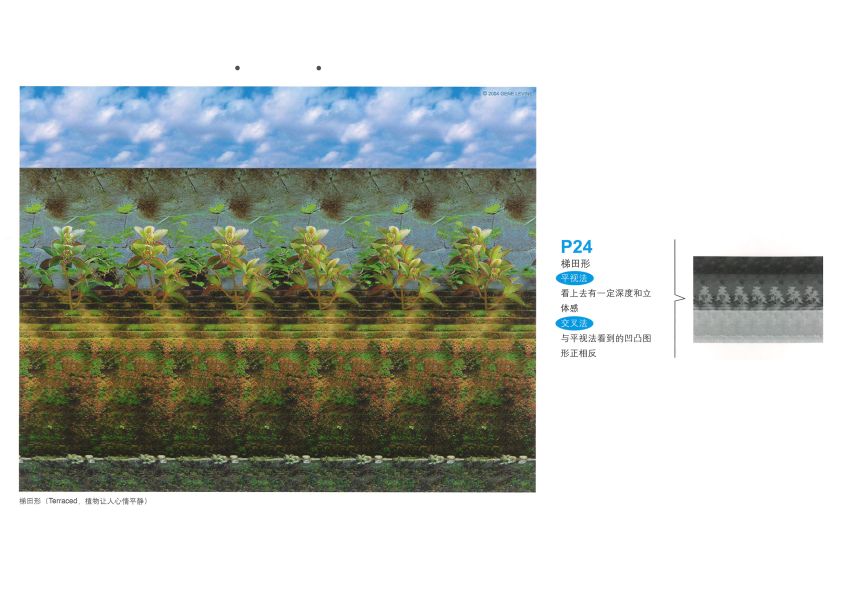 © 2004 GENE LEVINE
P24
梯田形
平视法
看上去有一定深度和立
体感
交叉法
与平视法看到的凹凸图
形正相反
梯田形（Terraced，植物让人心情平静）